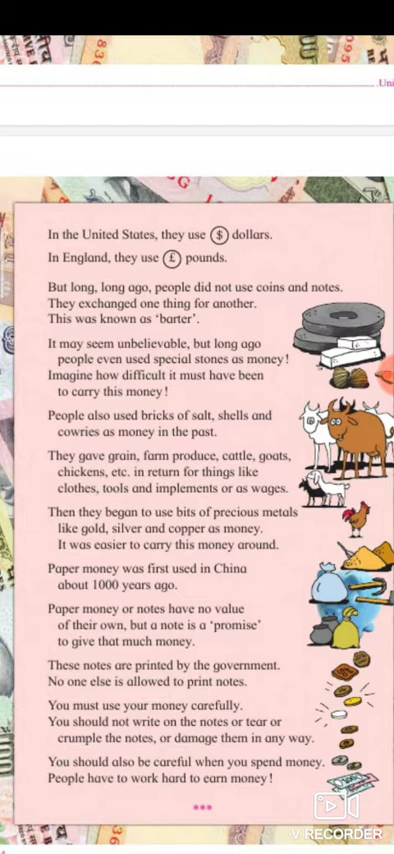 Uni
In the United States, they use $ dollars.
In England, they use £ pounds.
But long, long ago, people did not use coins and notes.
They exchanged one thing for another.
This was known as ‘barter’.
It may seem unbelievable, but long ago
people even used special stones as money!
Imagine how difficult it must have been
to carry this money!
People also used bricks of salt, shells and
cowries as money in the past.
They gave grain, farm produce, cattle, goats,
chickens, etc. in return for things like
clothes, tools and implements or as wages.
Then they began to use bits of precious metals
like gold, silver and copper as money.
It was easier to carry this money around.
Paper money was first used in China
about 1000 years ago.
Paper money or notes have no value
of their own, but a note is a ‘promise’
to give that much money.
These notes are printed by the government.
No one else is allowed to print notes.
You must use your money carefully.
You should not write on the notes or tear or
crumple the notes, or damage them in any way.
You should also be careful when you spend money.
People have to work hard to earn money!
***
V RECORDER